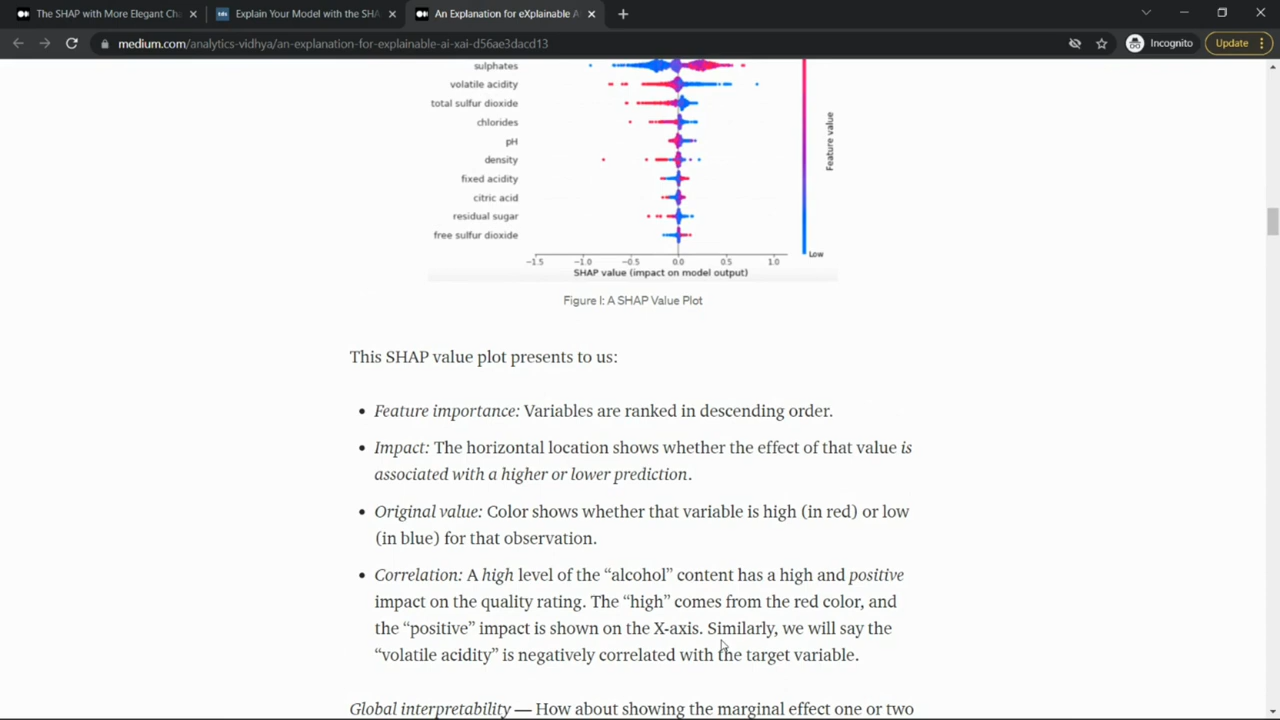 The SHAP with More Elegant Cha
Explain Your Model with the SHA
An Explanation for eXplainable A
medium.com/analytics-vidhya/an-explanation-for-explainable-ai-xai-d56ae3dacd13
Incognito
Update
sulphates
volatile acidity
total sulfur dioxide
chlorides
pH
density
fixed acidity
citric acid
residual sugar
free sulfur dioxide
Feature value
Low
−1.5 −1.0 −0.5 0.0 0.5 1.0
SHAP value (impact on model output)
Figure I: A SHAP Value Plot
This SHAP value plot presents to us:
• Feature importance: Variables are ranked in descending order.
• Impact: The horizontal location shows whether the effect of that value is
associated with a higher or lower prediction.
• Original value: Color shows whether that variable is high (in red) or low
(in blue) for that observation.
• Correlation: A high level of the “alcohol” content has a high and positive
impact on the quality rating. The “high” comes from the red color, and
the “positive” impact is shown on the X-axis. Similarly, we will say the
“volatile acidity” is negatively correlated with the target variable.
Global interpretability — How about showing the marginal effect one or two